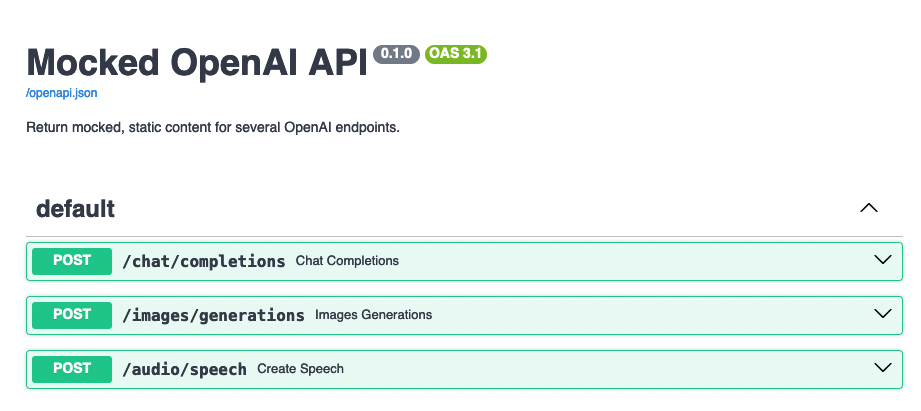 Mocked OpenAI API 0.1.0 OAS 3.1
/openapi.json
Return mocked, static content for several OpenAI endpoints.
default
POST /chat/completions Chat Completions
POST /images/generations Images Generations
POST /audio/speech Create Speech